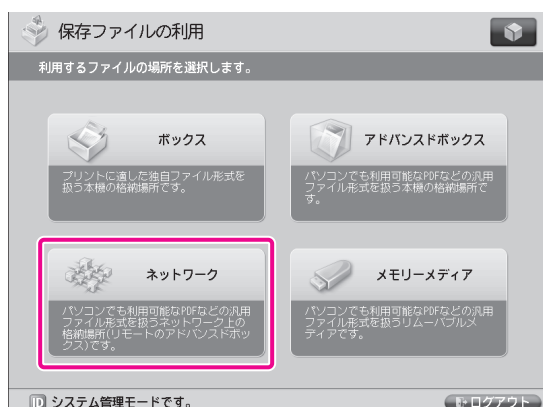 保存ファイルの利用
利用するファイルの場所を選択します。
ボックス
プリントに適した独自ファイル形式を
扱う本機の格納場所です。
アドバンスドボックス
パソコンでも利用可能なPDFなどの汎用
ファイル形式を扱う本機の格納場所で
す。
ネットワーク
パソコンでも利用可能なPDFなどの汎用
ファイル形式を扱うネットワーク上の
格納場所(リモートのアドバンスドボッ
クス)です。
メモリーメディア
パソコンでも利用可能なPDFなどの汎用
ファイル形式を扱うリムーバブルメ
ディアです。
ID システム管理モードです。
ログアウト